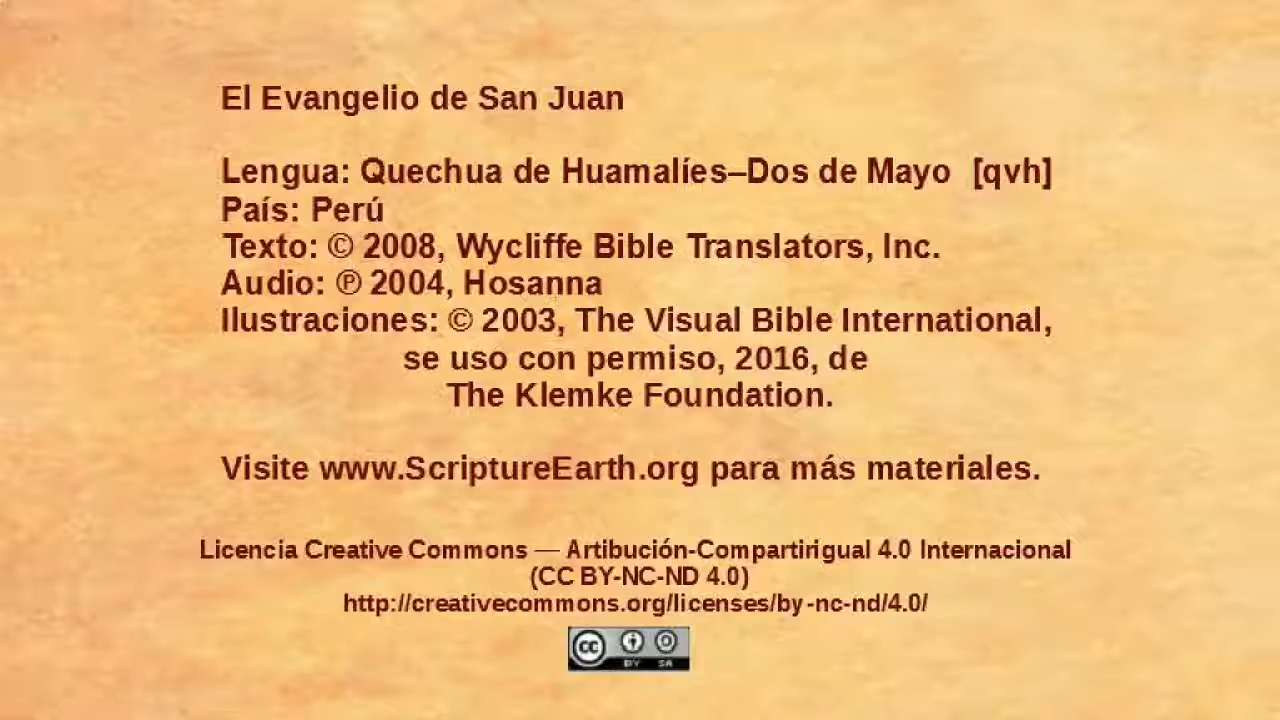 El Evangelio de San Juan
Lengua: Quechua de Huamalíes–Dos de Mayo [qvh]
País: Perú
Texto: © 2008, Wycliffe Bible Translators, Inc.
Audio: ℗ 2004, Hosanna
Ilustraciones: © 2003, The Visual Bible International,
se uso con permiso, 2016, de
The Klemke Foundation.
Visite www.ScriptureEarth.org para más materiales.
Licencia Creative Commons — Artibución-Compartirigual 4.0 Internacional
(CC BY-NC-ND 4.0)
http://creativecommons.org/licenses/by-nc-nd/4.0/
cc BY SA